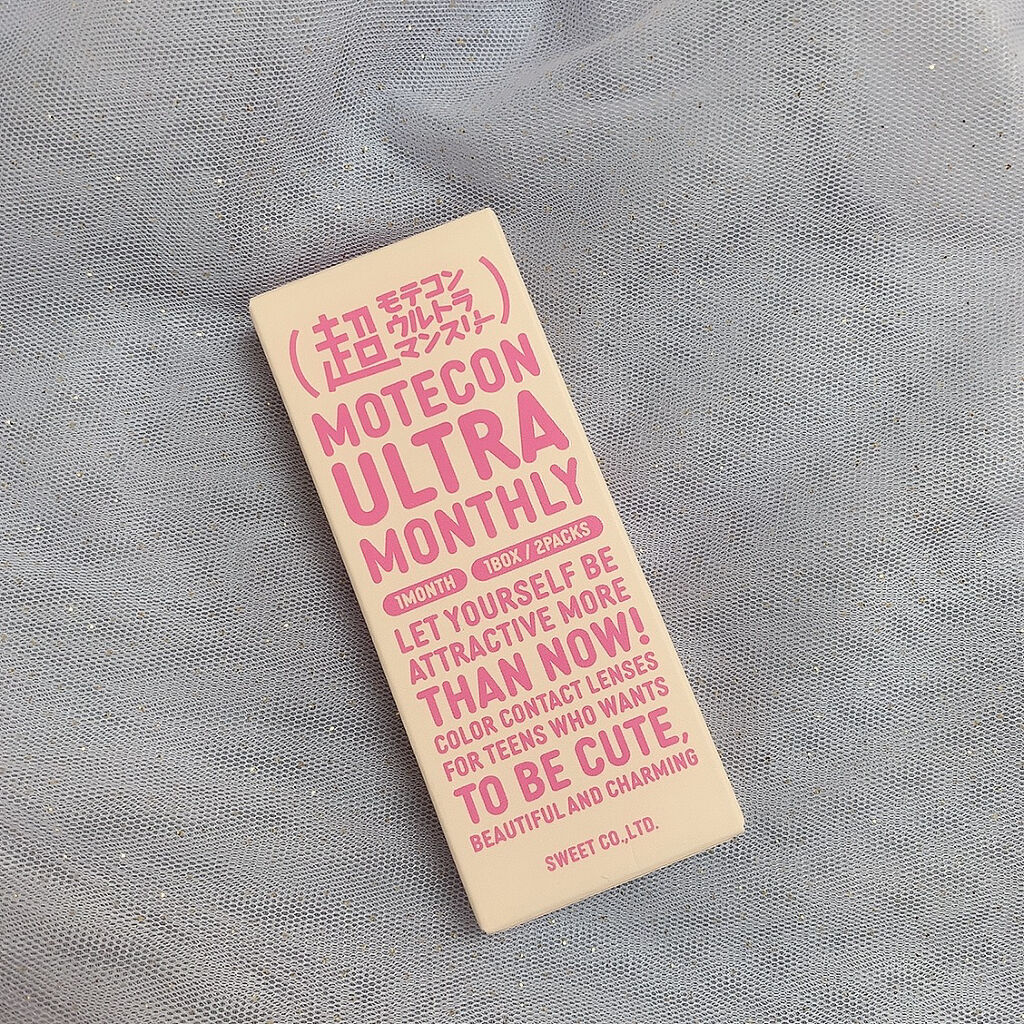 (超モテコン
ウルトラ
マンスリー)
MOTECON
ULTRA
MONTHLY
1MONTH 1BOX / 2PACKS
LET YOURSELF BE
ATTRACTIVE MORE
THAN NOW!
COLOR CONTACT LENSES
FOR TEENS WHO WANTS
TO BE CUTE,
BEAUTIFUL AND CHARMING
SWEET CO.,LTD.